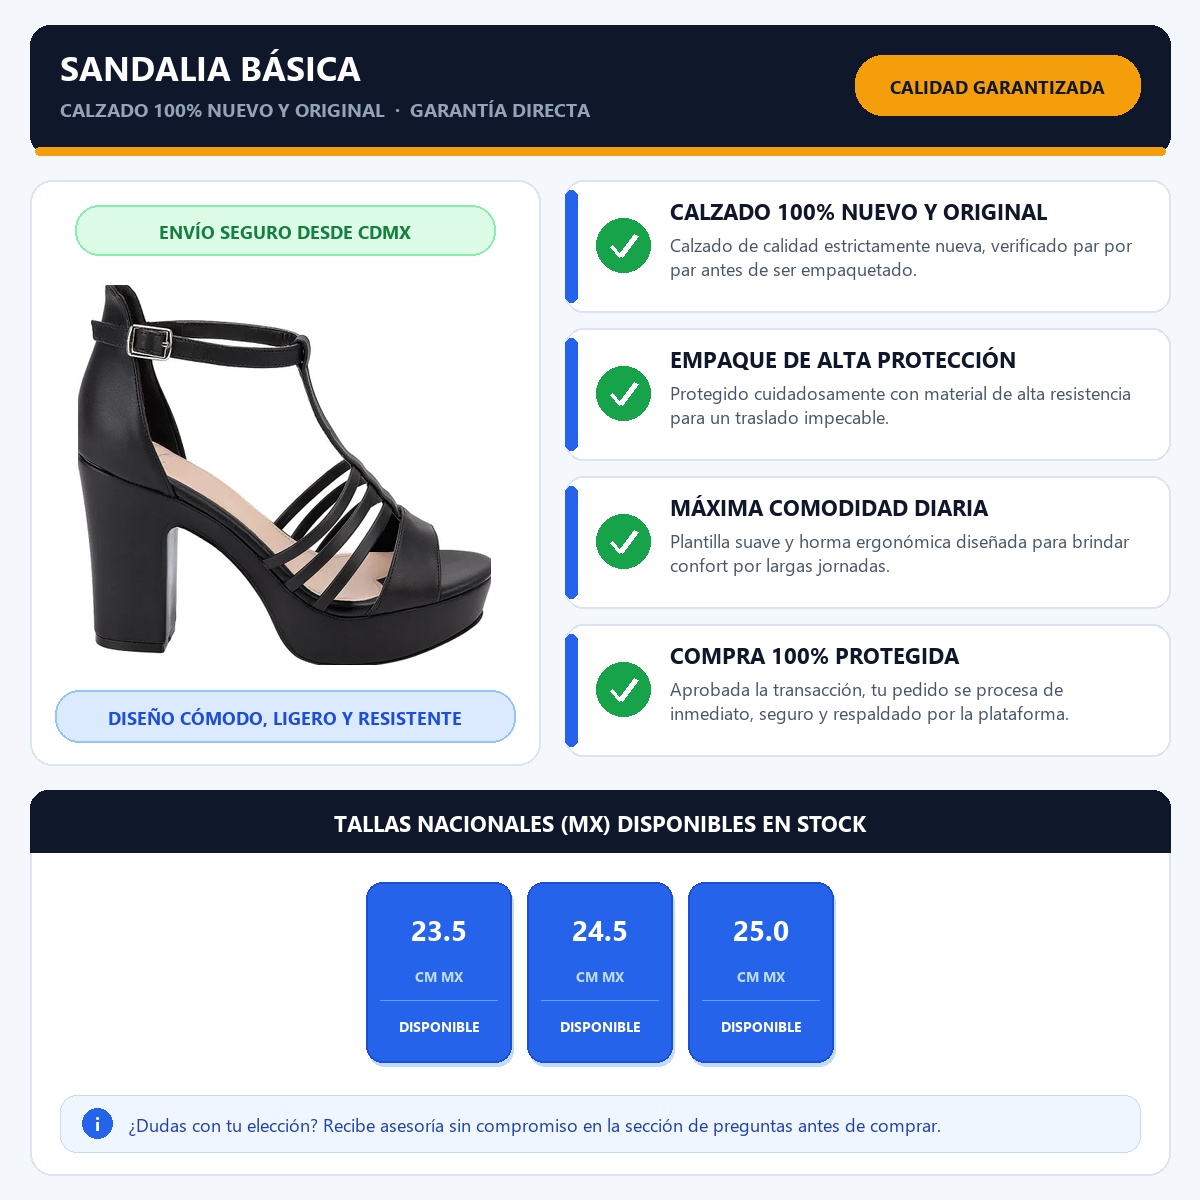 SANDALIA BÁSICA
CALZADO 100% NUEVO Y ORIGINAL · GARANTÍA DIRECTA
CALIDAD GARANTIZADA
ENVÍO SEGURO DESDE CDMX
DISEÑO CÓMODO, LIGERO Y RESISTENTE
CALZADO 100% NUEVO Y ORIGINAL
Calzado de calidad estrictamente nueva, verificado par por
par antes de ser empaquetado.
EMPAQUE DE ALTA PROTECCIÓN
Protegido cuidadosamente con material de alta resistencia
para un traslado impecable.
MÁXIMA COMODIDAD DIARIA
Plantilla suave y horma ergonómica diseñada para brindar
confort por largas jornadas.
COMPRA 100% PROTEGIDA
Aprobada la transacción, tu pedido se procesa de
inmediato, seguro y respaldado por la plataforma.
TALLAS NACIONALES (MX) DISPONIBLES EN STOCK
23.5
CM MX
DISPONIBLE
24.5
CM MX
DISPONIBLE
25.0
CM MX
DISPONIBLE
¿Dudas con tu elección? Recibe asesoría sin compromiso en la sección de preguntas antes de comprar.